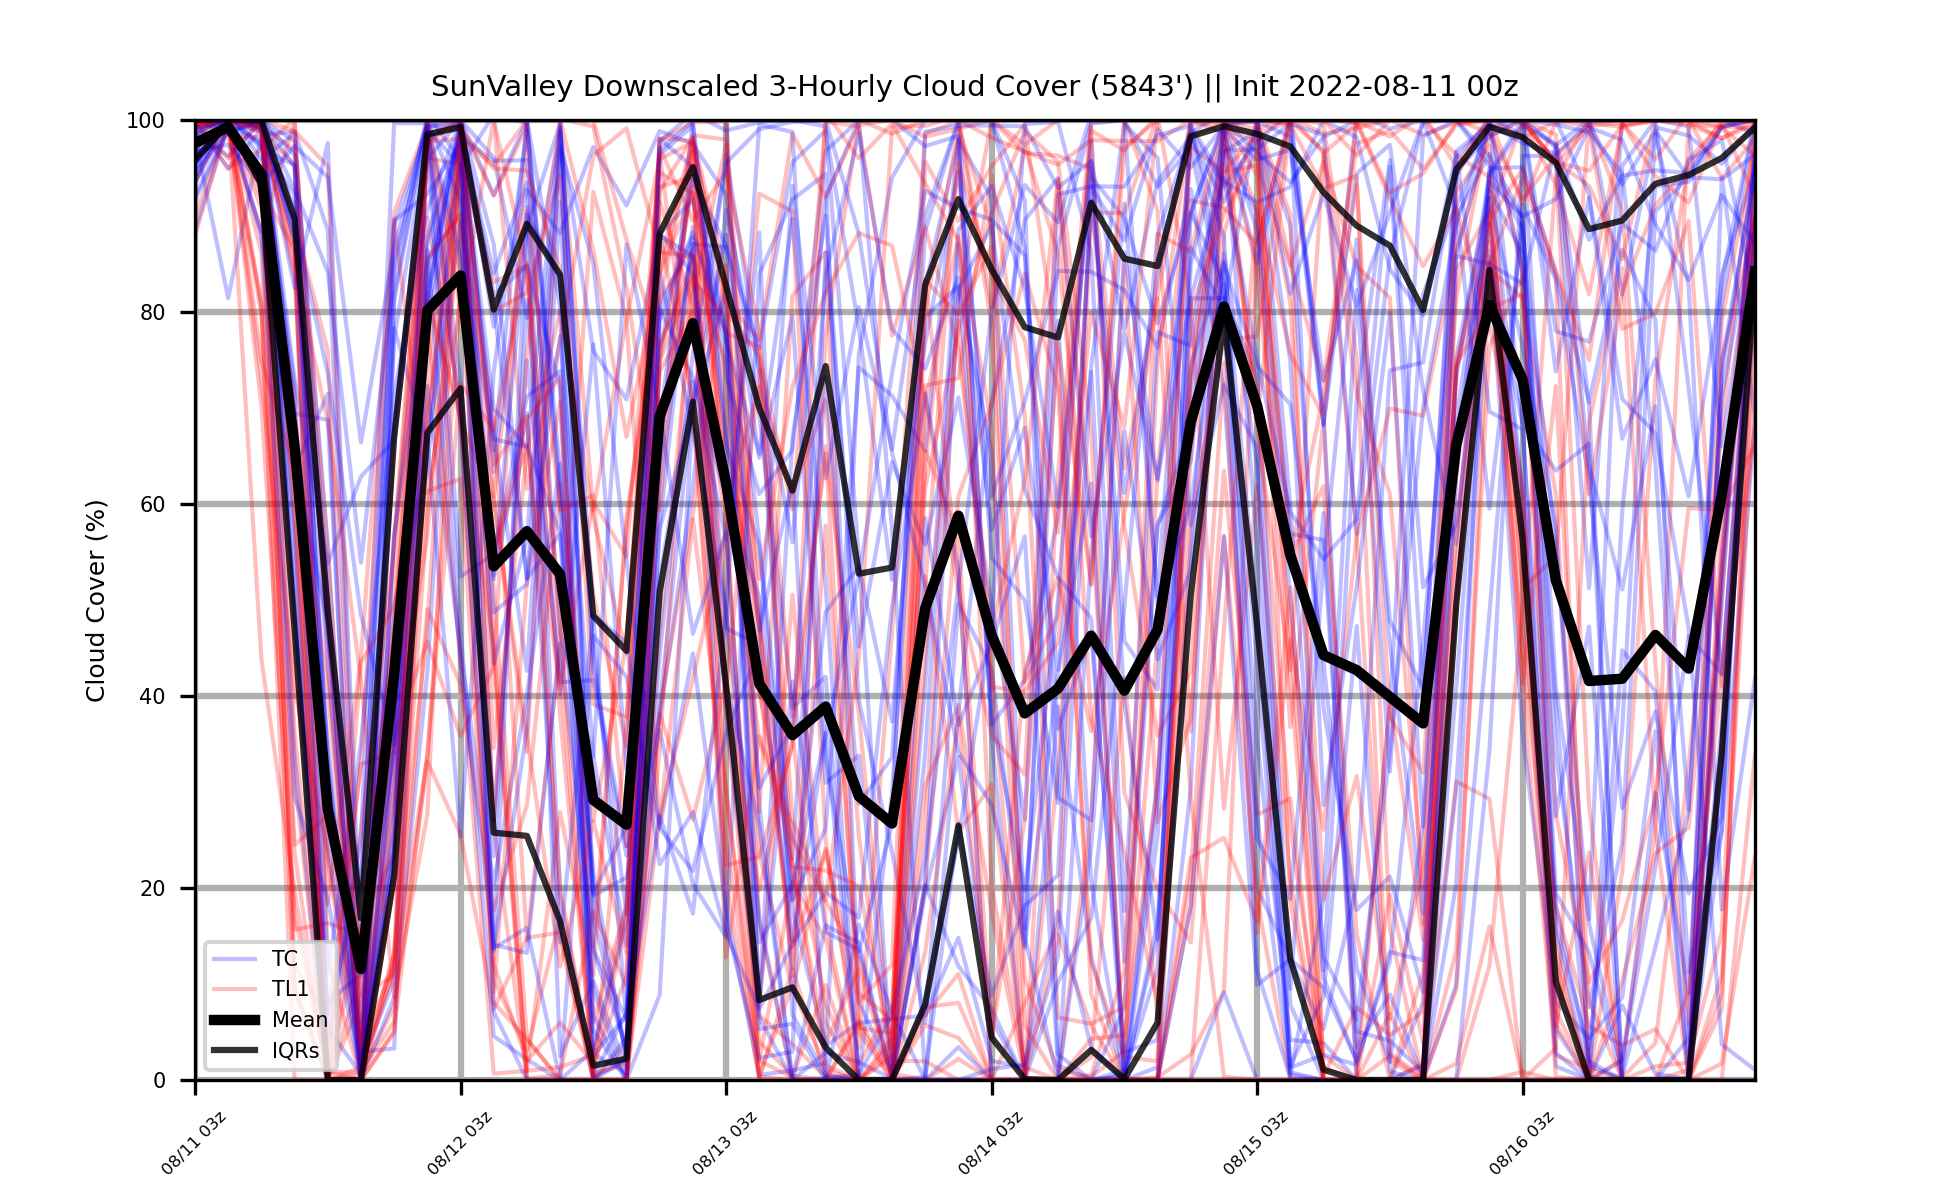 SunValley Downscaled 3-Hourly Cloud Cover (5843') || Init 2022-08-11 00z
Cloud Cover (%)
100
80
60
40
20
0
TC
TL1
Mean
IQRs
08/11 03z
08/12 03z
08/13 03z
08/14 03z
08/15 03z
08/16 03z